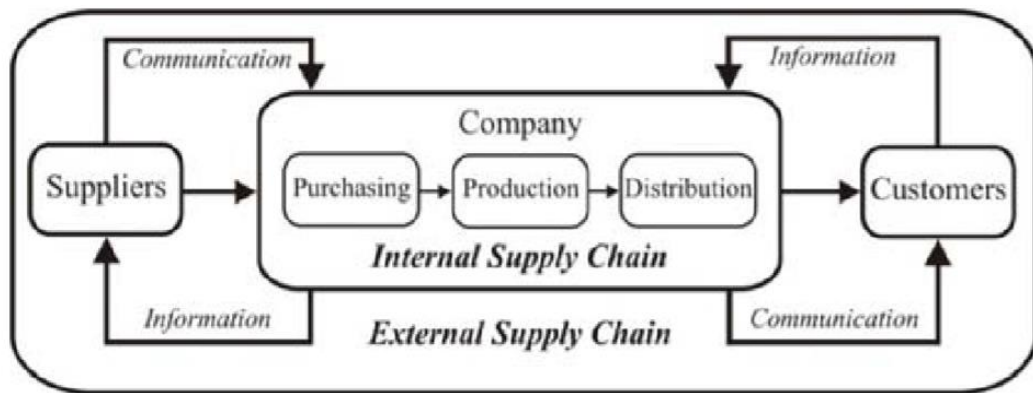 Communication
Information
Company
Suppliers
Purchasing
Production
Distribution
Customers
Internal Supply Chain
Information
External Supply Chain
Communication